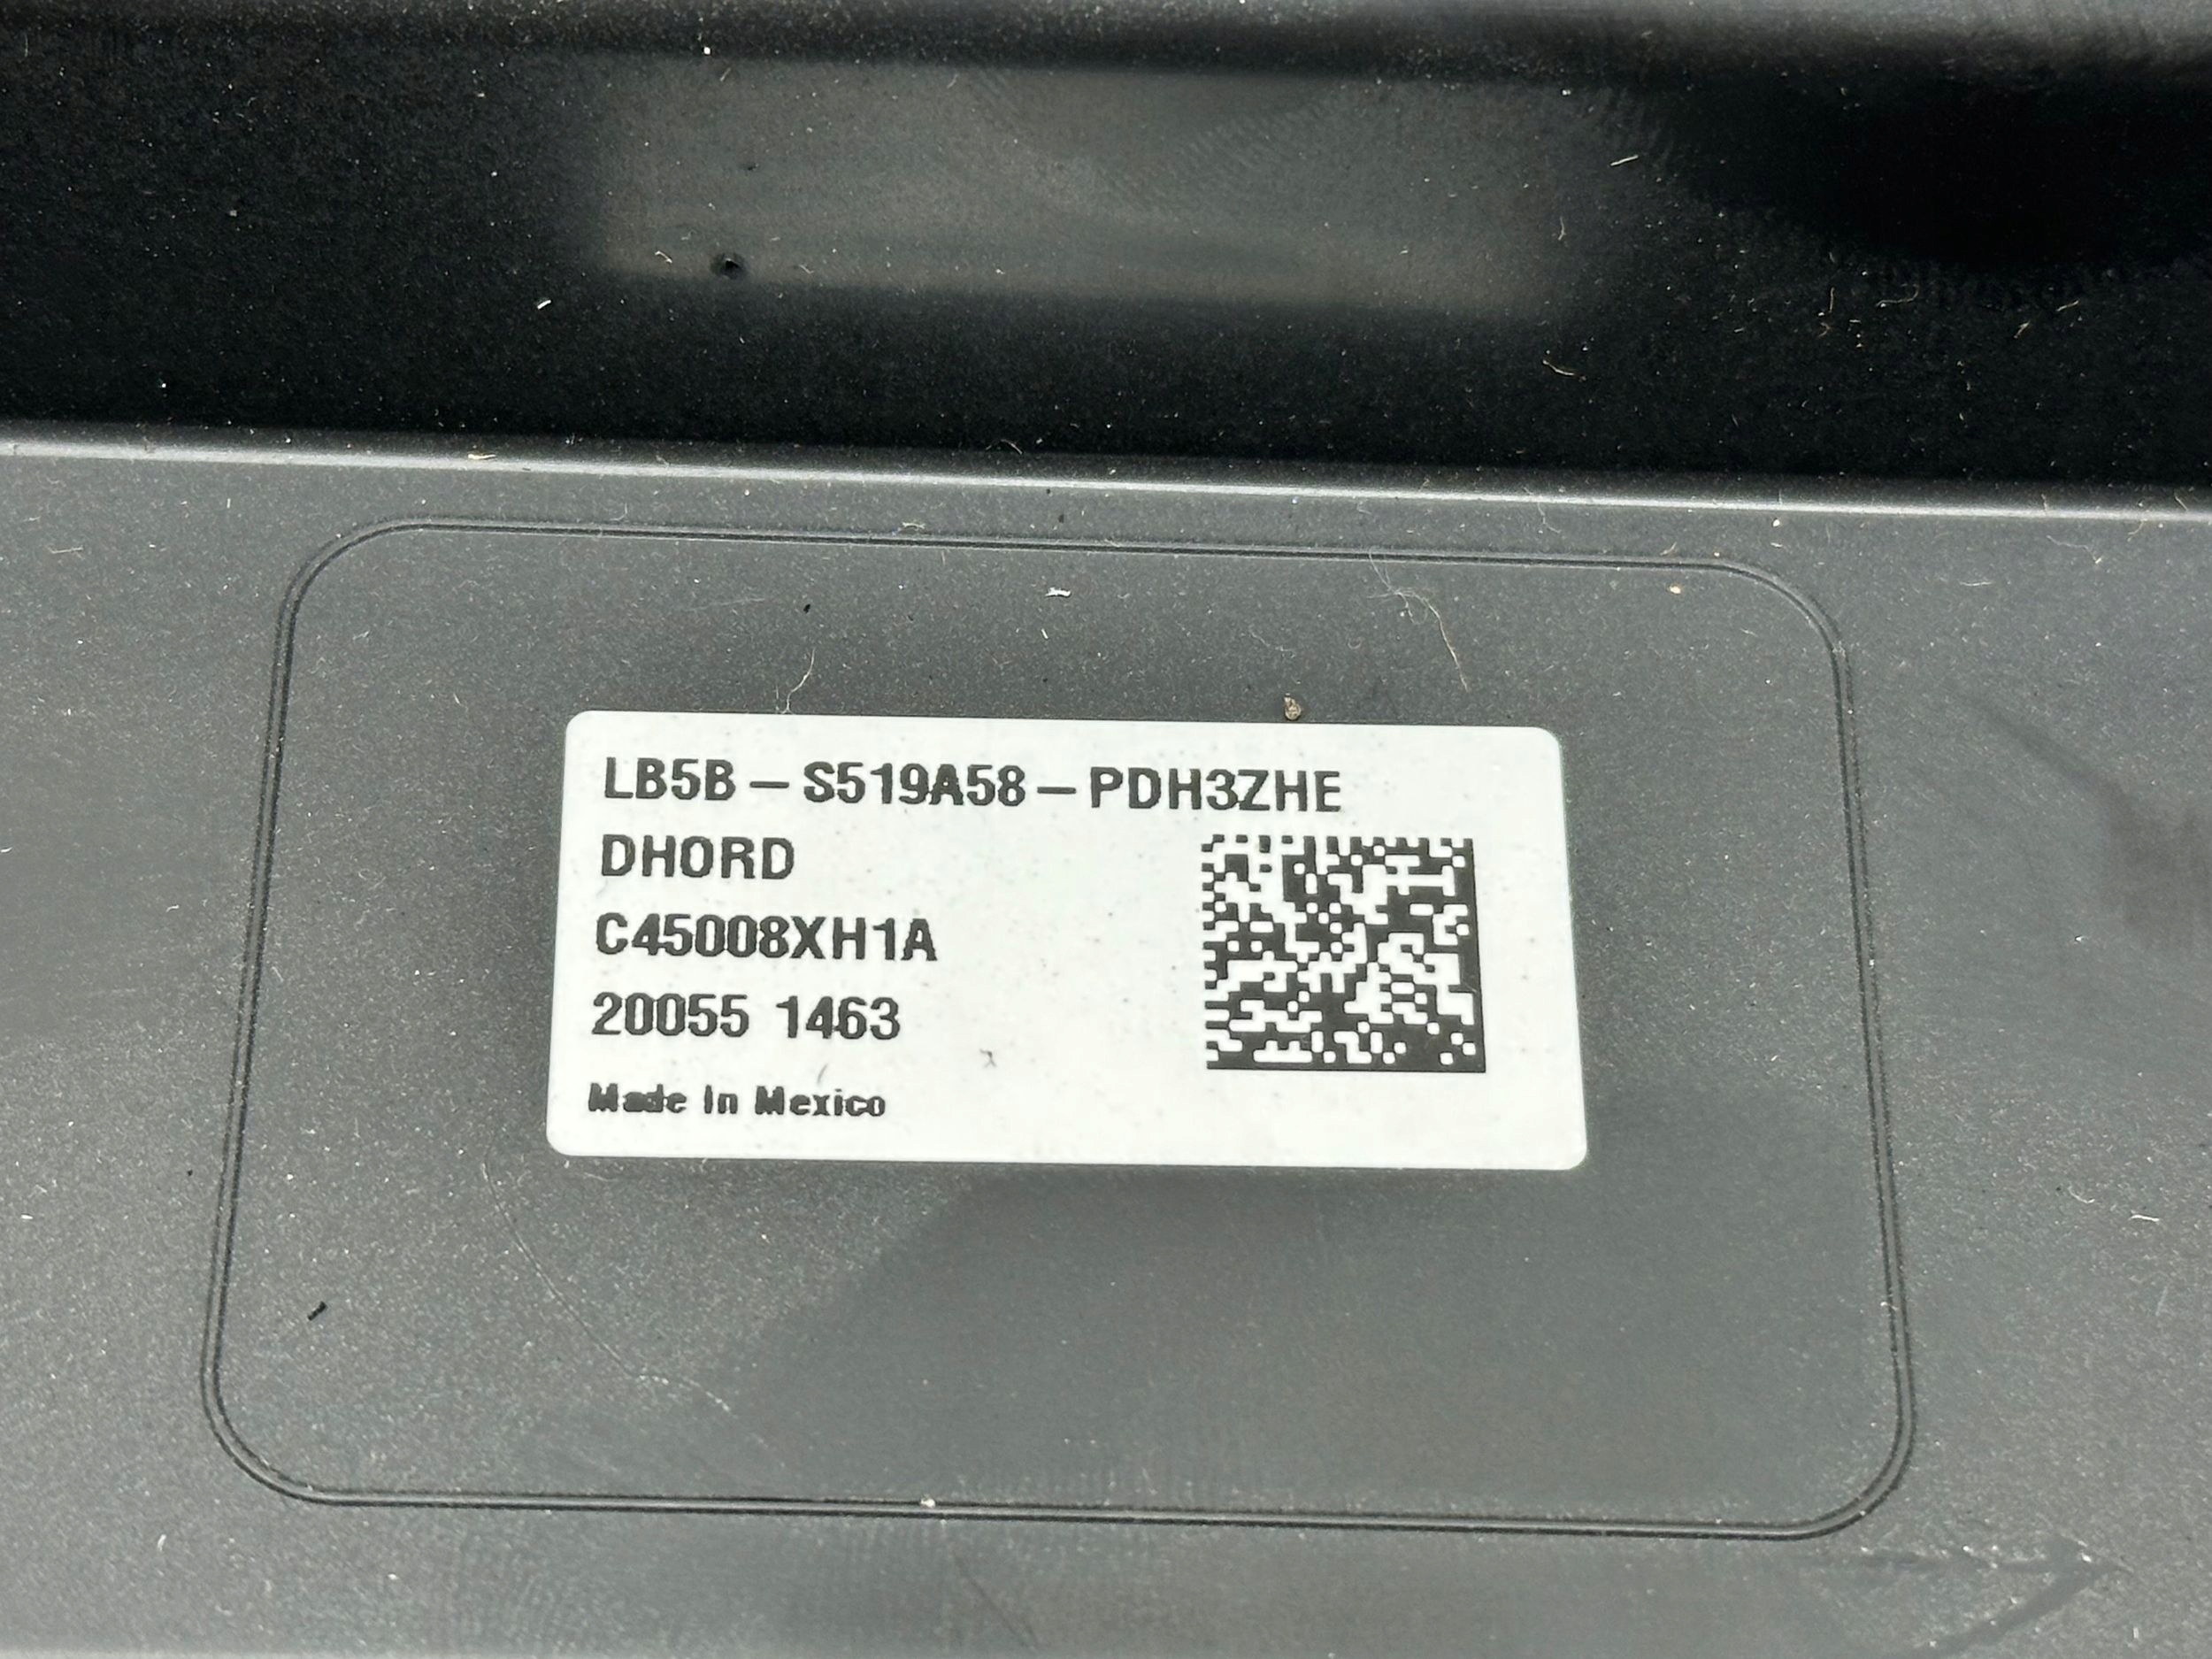 LB5B - S519A58 - PDH3ZHE
DHORD
C45008XH1A
20055 1463
Made In Mexico